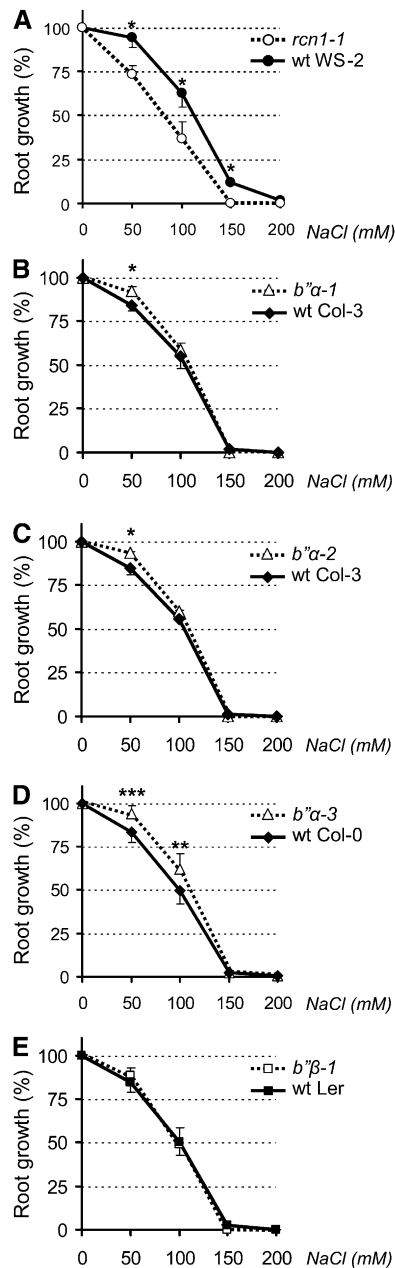 A
Root growth (%)
100
75
50
25
0
*
*
*
rcn1-1
wt WS-2
0 50 100 150 200 NaCl (mM)
B
Root growth (%)
100
75
50
25
0
*
b”α-1
wt Col-3
0 50 100 150 200 NaCl (mM)
C
Root growth (%)
100
75
50
25
0
*
b”α-2
wt Col-3
0 50 100 150 200 NaCl (mM)
D
Root growth (%)
100
75
50
25
0
***
**
b”α-3
wt Col-0
0 50 100 150 200 NaCl (mM)
E
Root growth (%)
100
75
50
25
0
b”β-1
wt Ler
0 50 100 150 200 NaCl (mM)